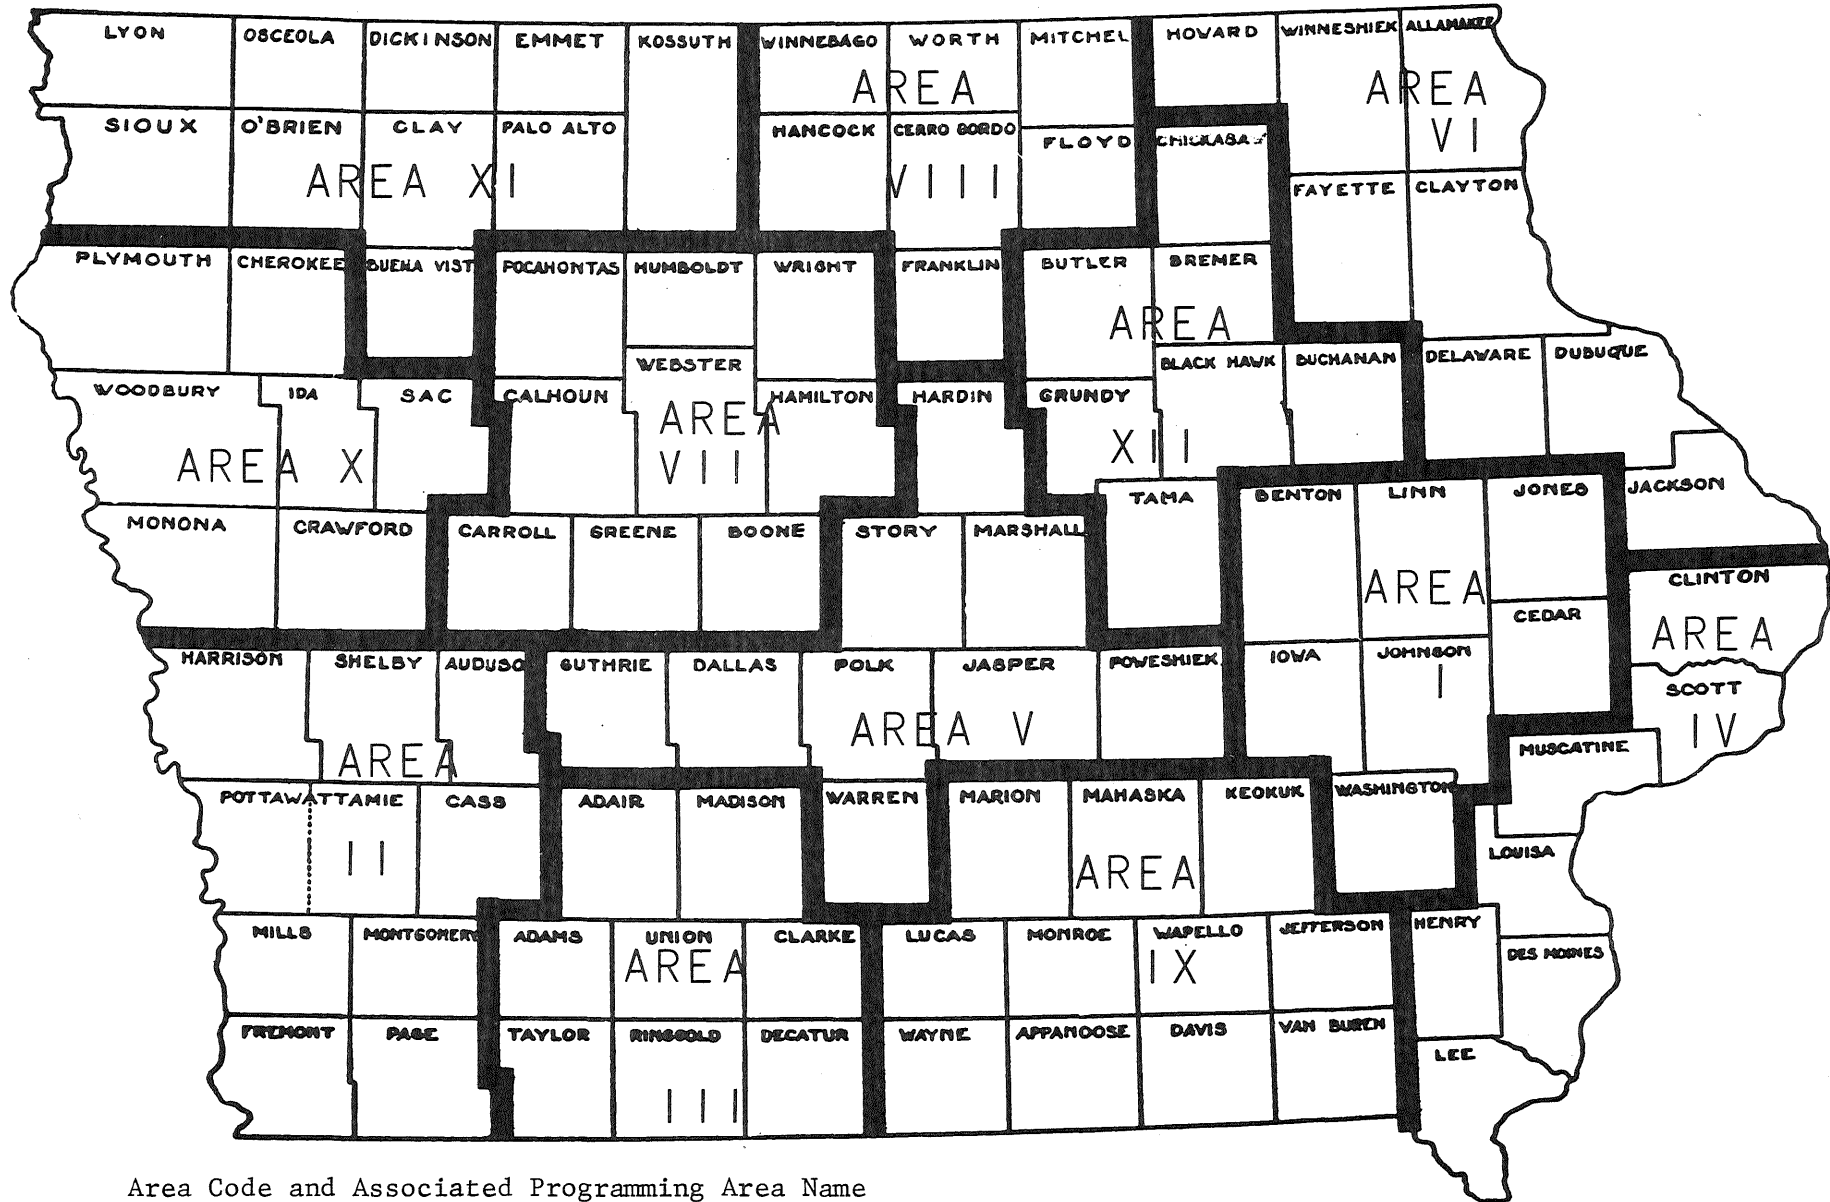 LYON OSCEOLA DICKINSON EMMET KOSSUTH WINNEBAGO WORTH MITCHEL HOWARD WINNESHIEK ALLAMAKEE
AREA
AREA
VI
SIOUX O'BRIEN CLAY PALO ALTO HANCOCK CERRO GORDO FLOYD
AREA XI
VIII
FAYETTE CLAYTON
PLYMOUTH CHEROKEE BUENA VIST POCAHONTAS HUMBOLDT WRIGHT FRANKLIN BUTLER BREMER
AREA
WEBSTER BLACK HAWK BUCHANAN DELAWARE DUBUQUE
WOODBURY IDA SAC CALHOUN HAMILTON HARDIN GRUNDY
AREA
VII
XII
AREA X
TAMA BENTON LINN JONES JACKSON
MONONA CRAWFORD CARROLL GREENE BOONE STORY MARSHALL
AREA
CLINTON
CEDAR
AREA
HARRISON SHELBY AUDUBO GUTHRIE DALLAS POLK JASPER POWESHIEK IOWA JOHNSON
I
SCOTT
IV
AREA
AREA V
MUSCATINE
POTTAWATTAMIE CASS ADAIR MADISON WARREN MARION MAHASKA KEOKUK WASHINGTON
II
AREA
LOUISA
MILLS MONTGOMERY ADAMS UNION CLARKE LUCAS MONROE WAPELLO JEFFERSON HENRY
AREA
IX
DES MOINES
FREMONT PAGE TAYLOR RINGGOLD DECATUR WAYNE APPANOOSE DAVIS VAN BUREN
LEE
III
Area Code and Associated Programming Area Name